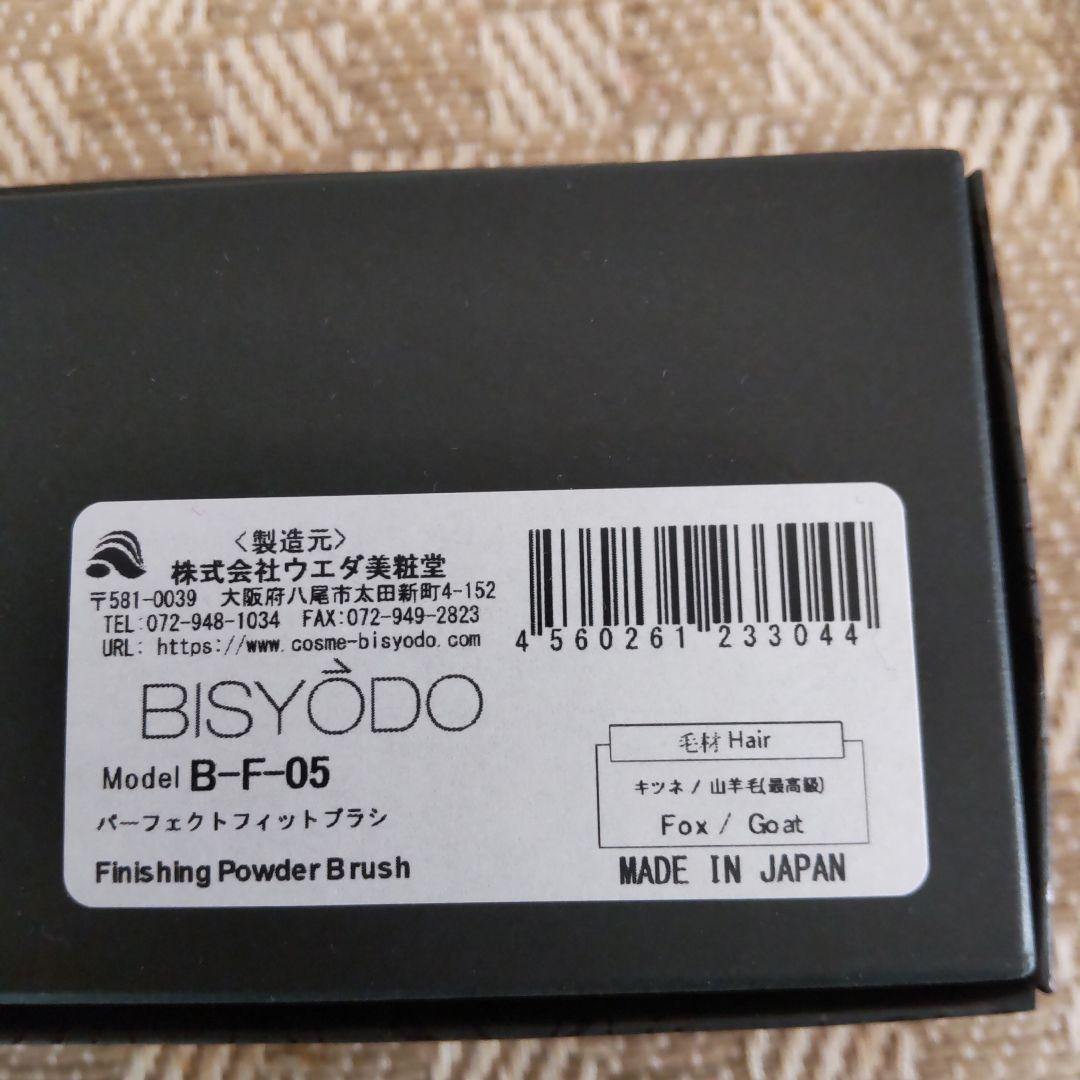 〈製造元〉
株式会社ウエダ美粧堂
〒581-0039 大阪府八尾市太田新町4-152
TEL:072-948-1034 FAX:072-949-2823
URL: https://www.cosme-bisyodo.com
BISYŌDO
Model B-F-05
パーフェクトフィットブラシ
Finishing Powder Brush
4 560261 233044
毛材 Hair
キツネ / 山羊毛(最高級)
Fox / Goat
MADE IN JAPAN